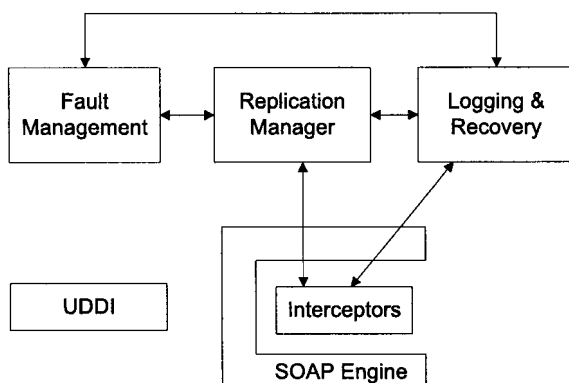 Fault
Management
Replication
Manager
Logging &
Recovery
UDDI
Interceptors
SOAP Engine